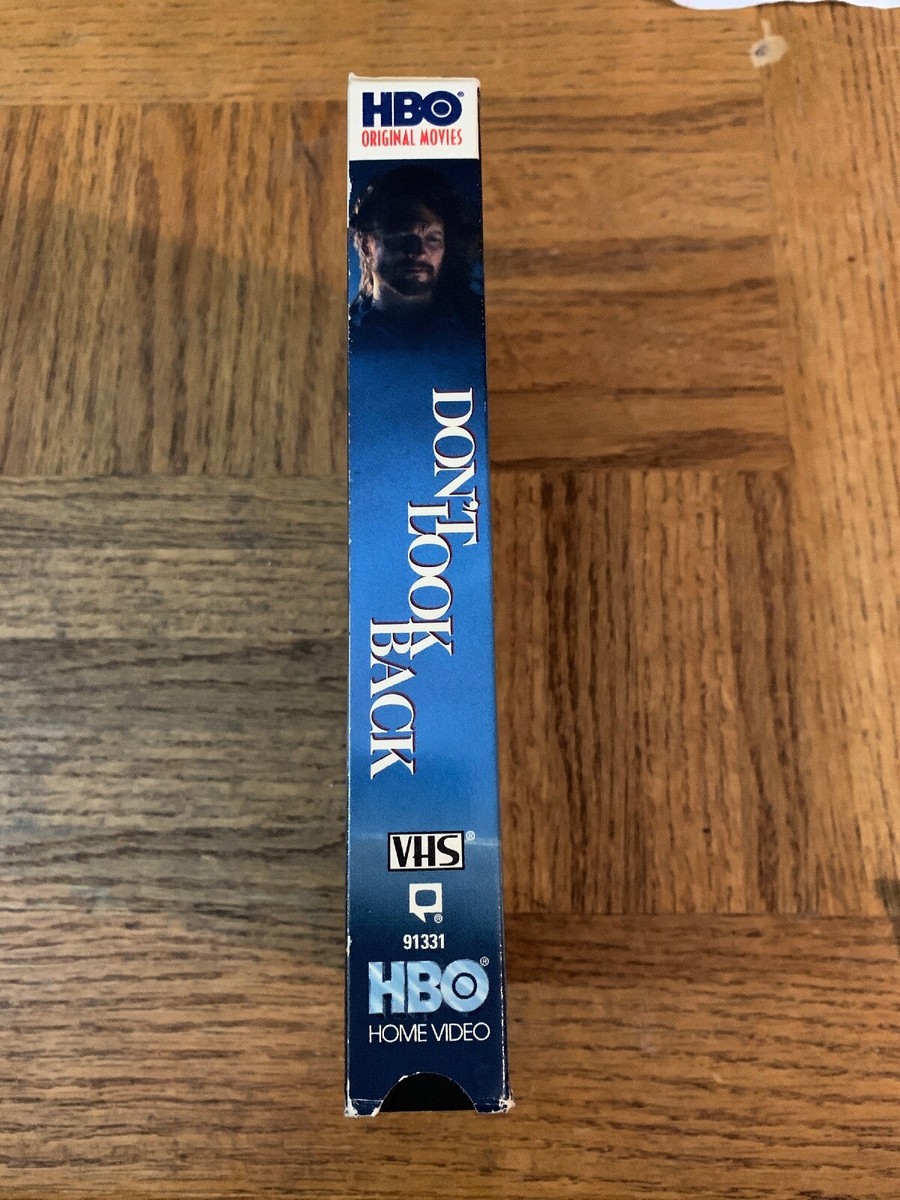 HBO®
ORIGINAL MOVIES
DON'T
LOOK
BACK
VHS®
®
91331
HBO®
HOME VIDEO